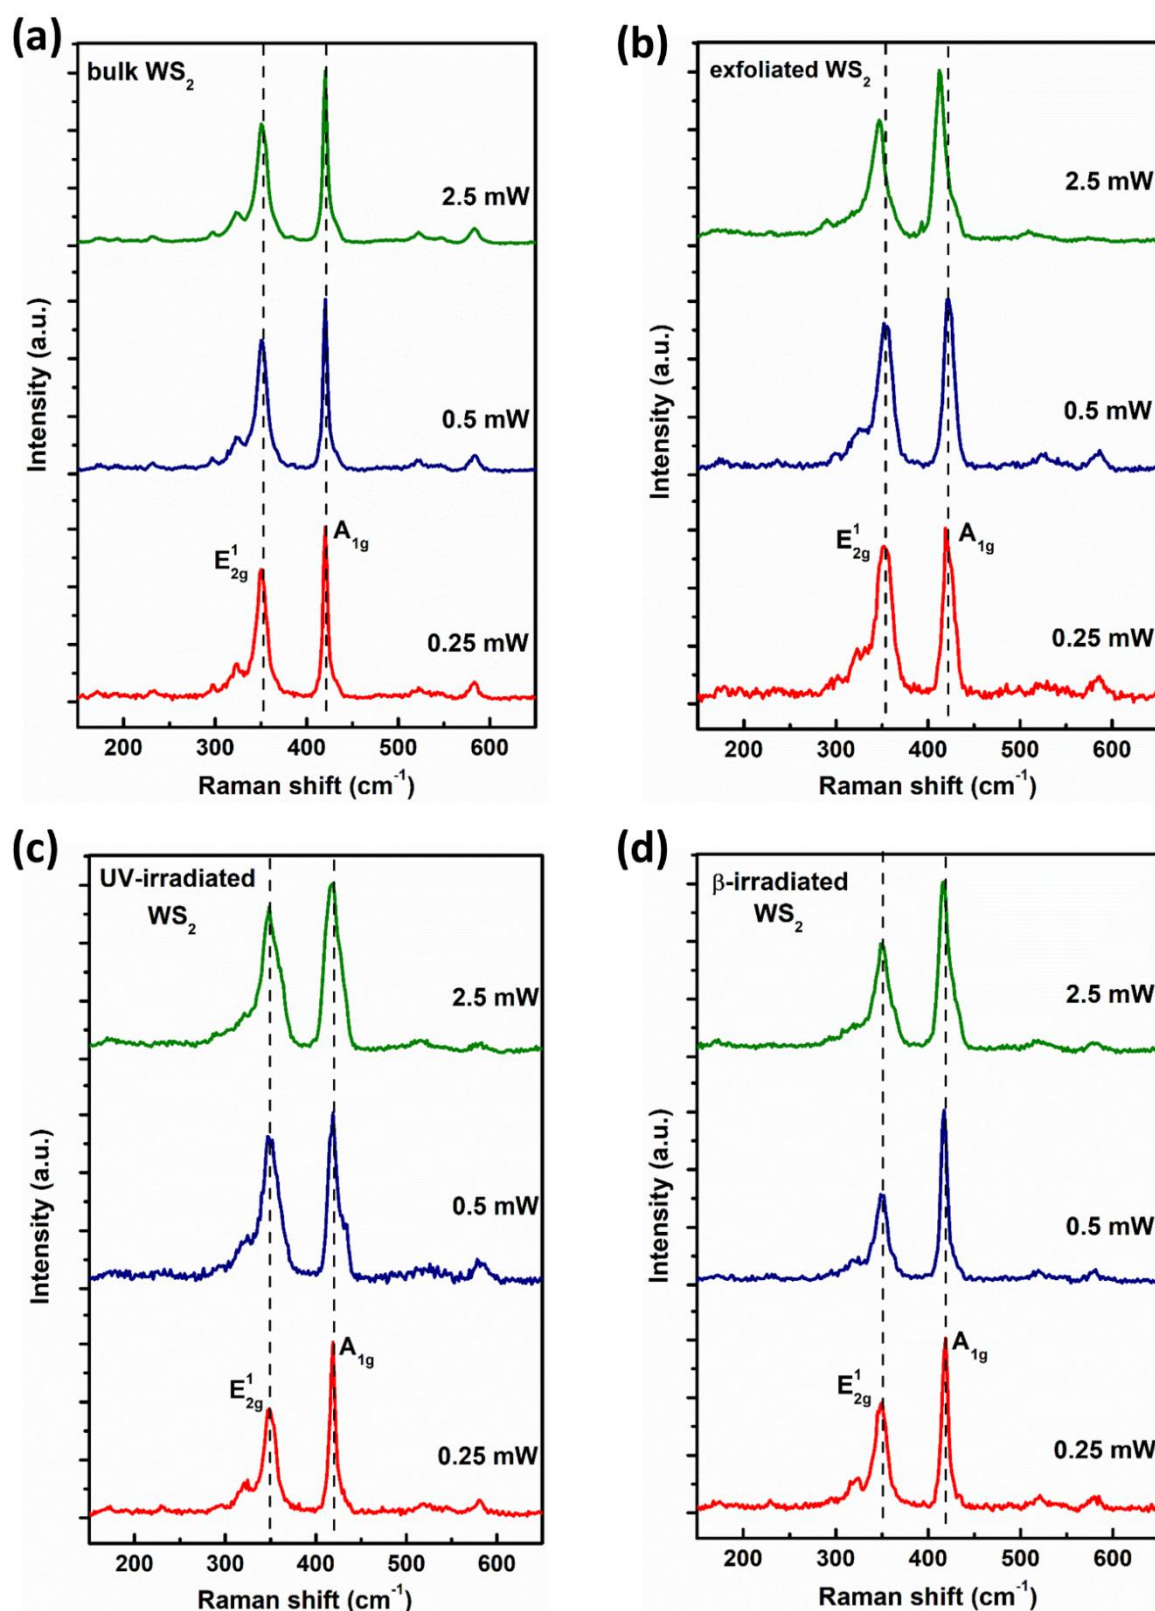 (a)
bulk WS₂
2.5 mW
0.5 mW
E¹₂g
A₁g
0.25 mW
Intensity (a.u.)
200 300 400 500 600
Raman shift (cm⁻¹)
(b)
exfoliated WS₂
2.5 mW
0.5 mW
E¹₂g
A₁g
0.25 mW
Intensity (a.u.)
200 300 400 500 600
Raman shift (cm⁻¹)
(c)
UV-irradiated
WS₂
2.5 mW
0.5 mW
A₁g
E¹₂g
0.25 mW
Intensity (a.u.)
200 300 400 500 600
Raman shift (cm⁻¹)
(d)
β-irradiated
WS₂
2.5 mW
0.5 mW
A₁g
E¹₂g
0.25 mW
Intensity (a.u.)
200 300 400 500 600
Raman shift (cm⁻¹)